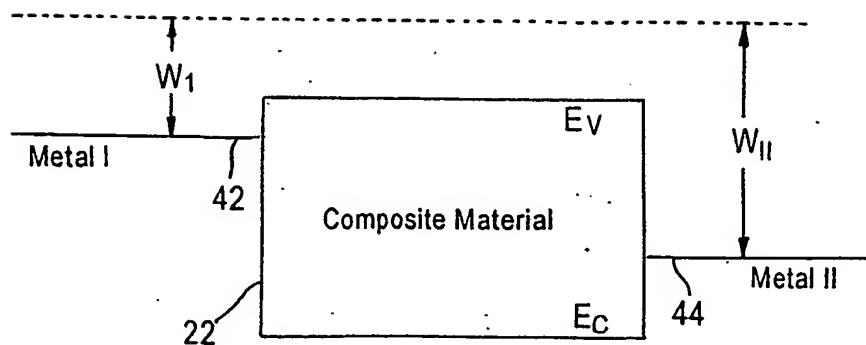 W1
EV
WII
Metal I
42
Composite Material
Metal II
22
EC
44